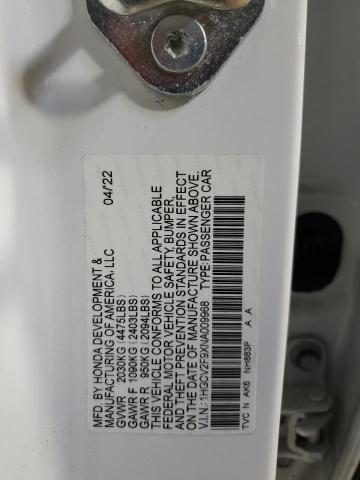 MFD. BY HONDA DEVELOPMENT & 04/22
MANUFACTURING OF AMERICA, LLC
GVWR 2030KG (4475LBS)
GAWR F 1090KG (2403LBS)
GAWR R 950KG (2094LBS)
THIS VEHICLE CONFORMS TO ALL APPLICABLE
FEDERAL MOTOR VEHICLE SAFETY, BUMPER,
AND THEFT PREVENTION STANDARDS IN EFFECT
ON THE DATE OF MANUFACTURE SHOWN ABOVE.
V.I.N.: 1HGCV2F9XNA009968 TYPE:PASSENGER CAR
TVC N AK6 NH883P A A